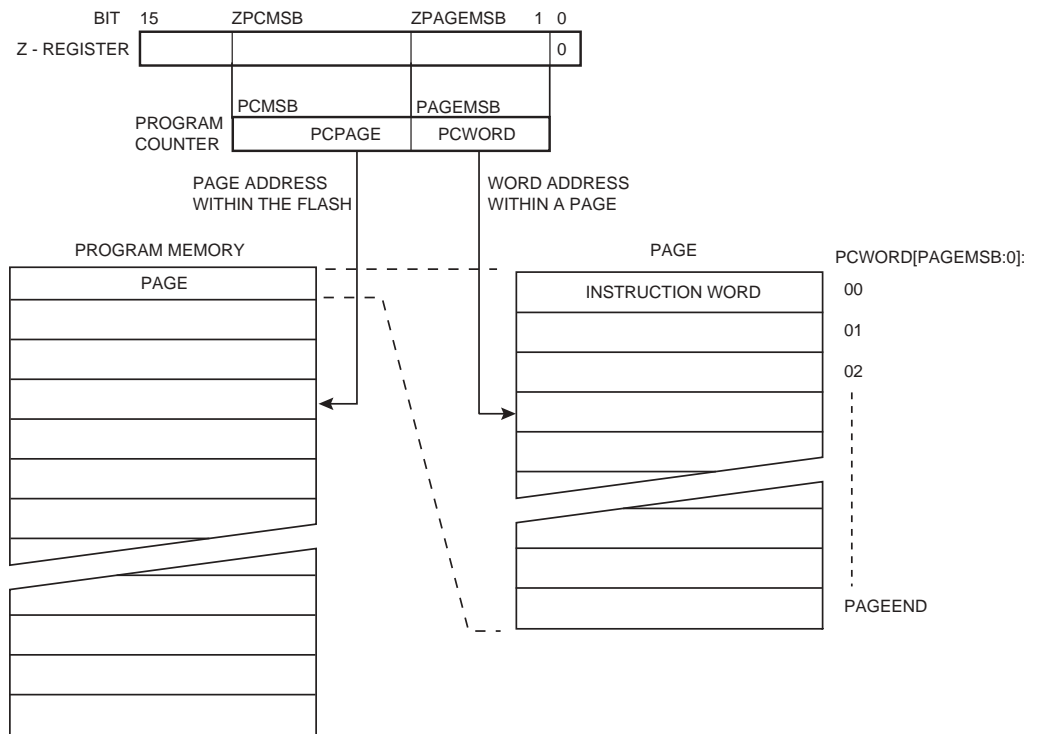 BIT 15 ZPCMSB ZPAGEMSB 1 0
Z - REGISTER 0
PCMSB PAGEMSB
PROGRAM
COUNTER
PCPAGE PCWORD
PAGE ADDRESS
WITHIN THE FLASH
WORD ADDRESS
WITHIN A PAGE
PROGRAM MEMORY
PAGE
PAGE
PCWORD[PAGEMSB:0]:
INSTRUCTION WORD
00
01
02
PAGEEND